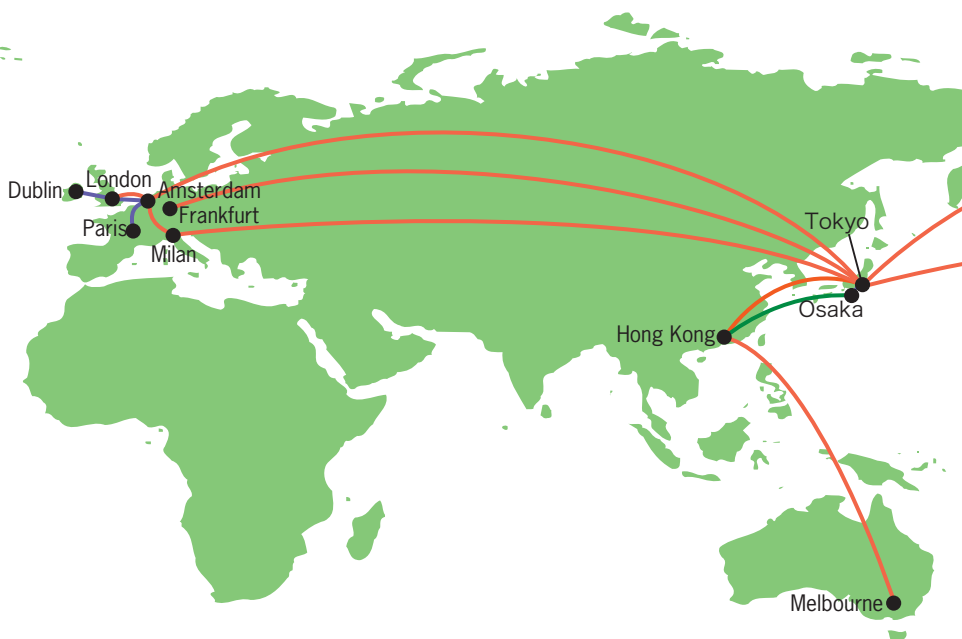 London
Dublin
Amsterdam
Frankfurt
Paris
Milan
Tokyo
Osaka
Hong Kong
Melbourne